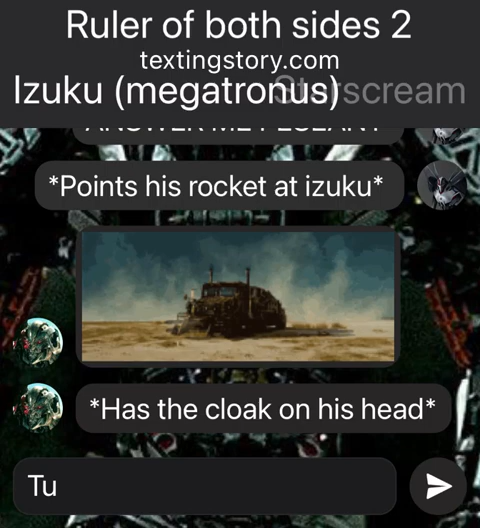 Ruler of both sides 2
textingstory.com
Izuku (megatronus) Starscream
*Points his rocket at izuku*
*Has the cloak on his head*
Tu